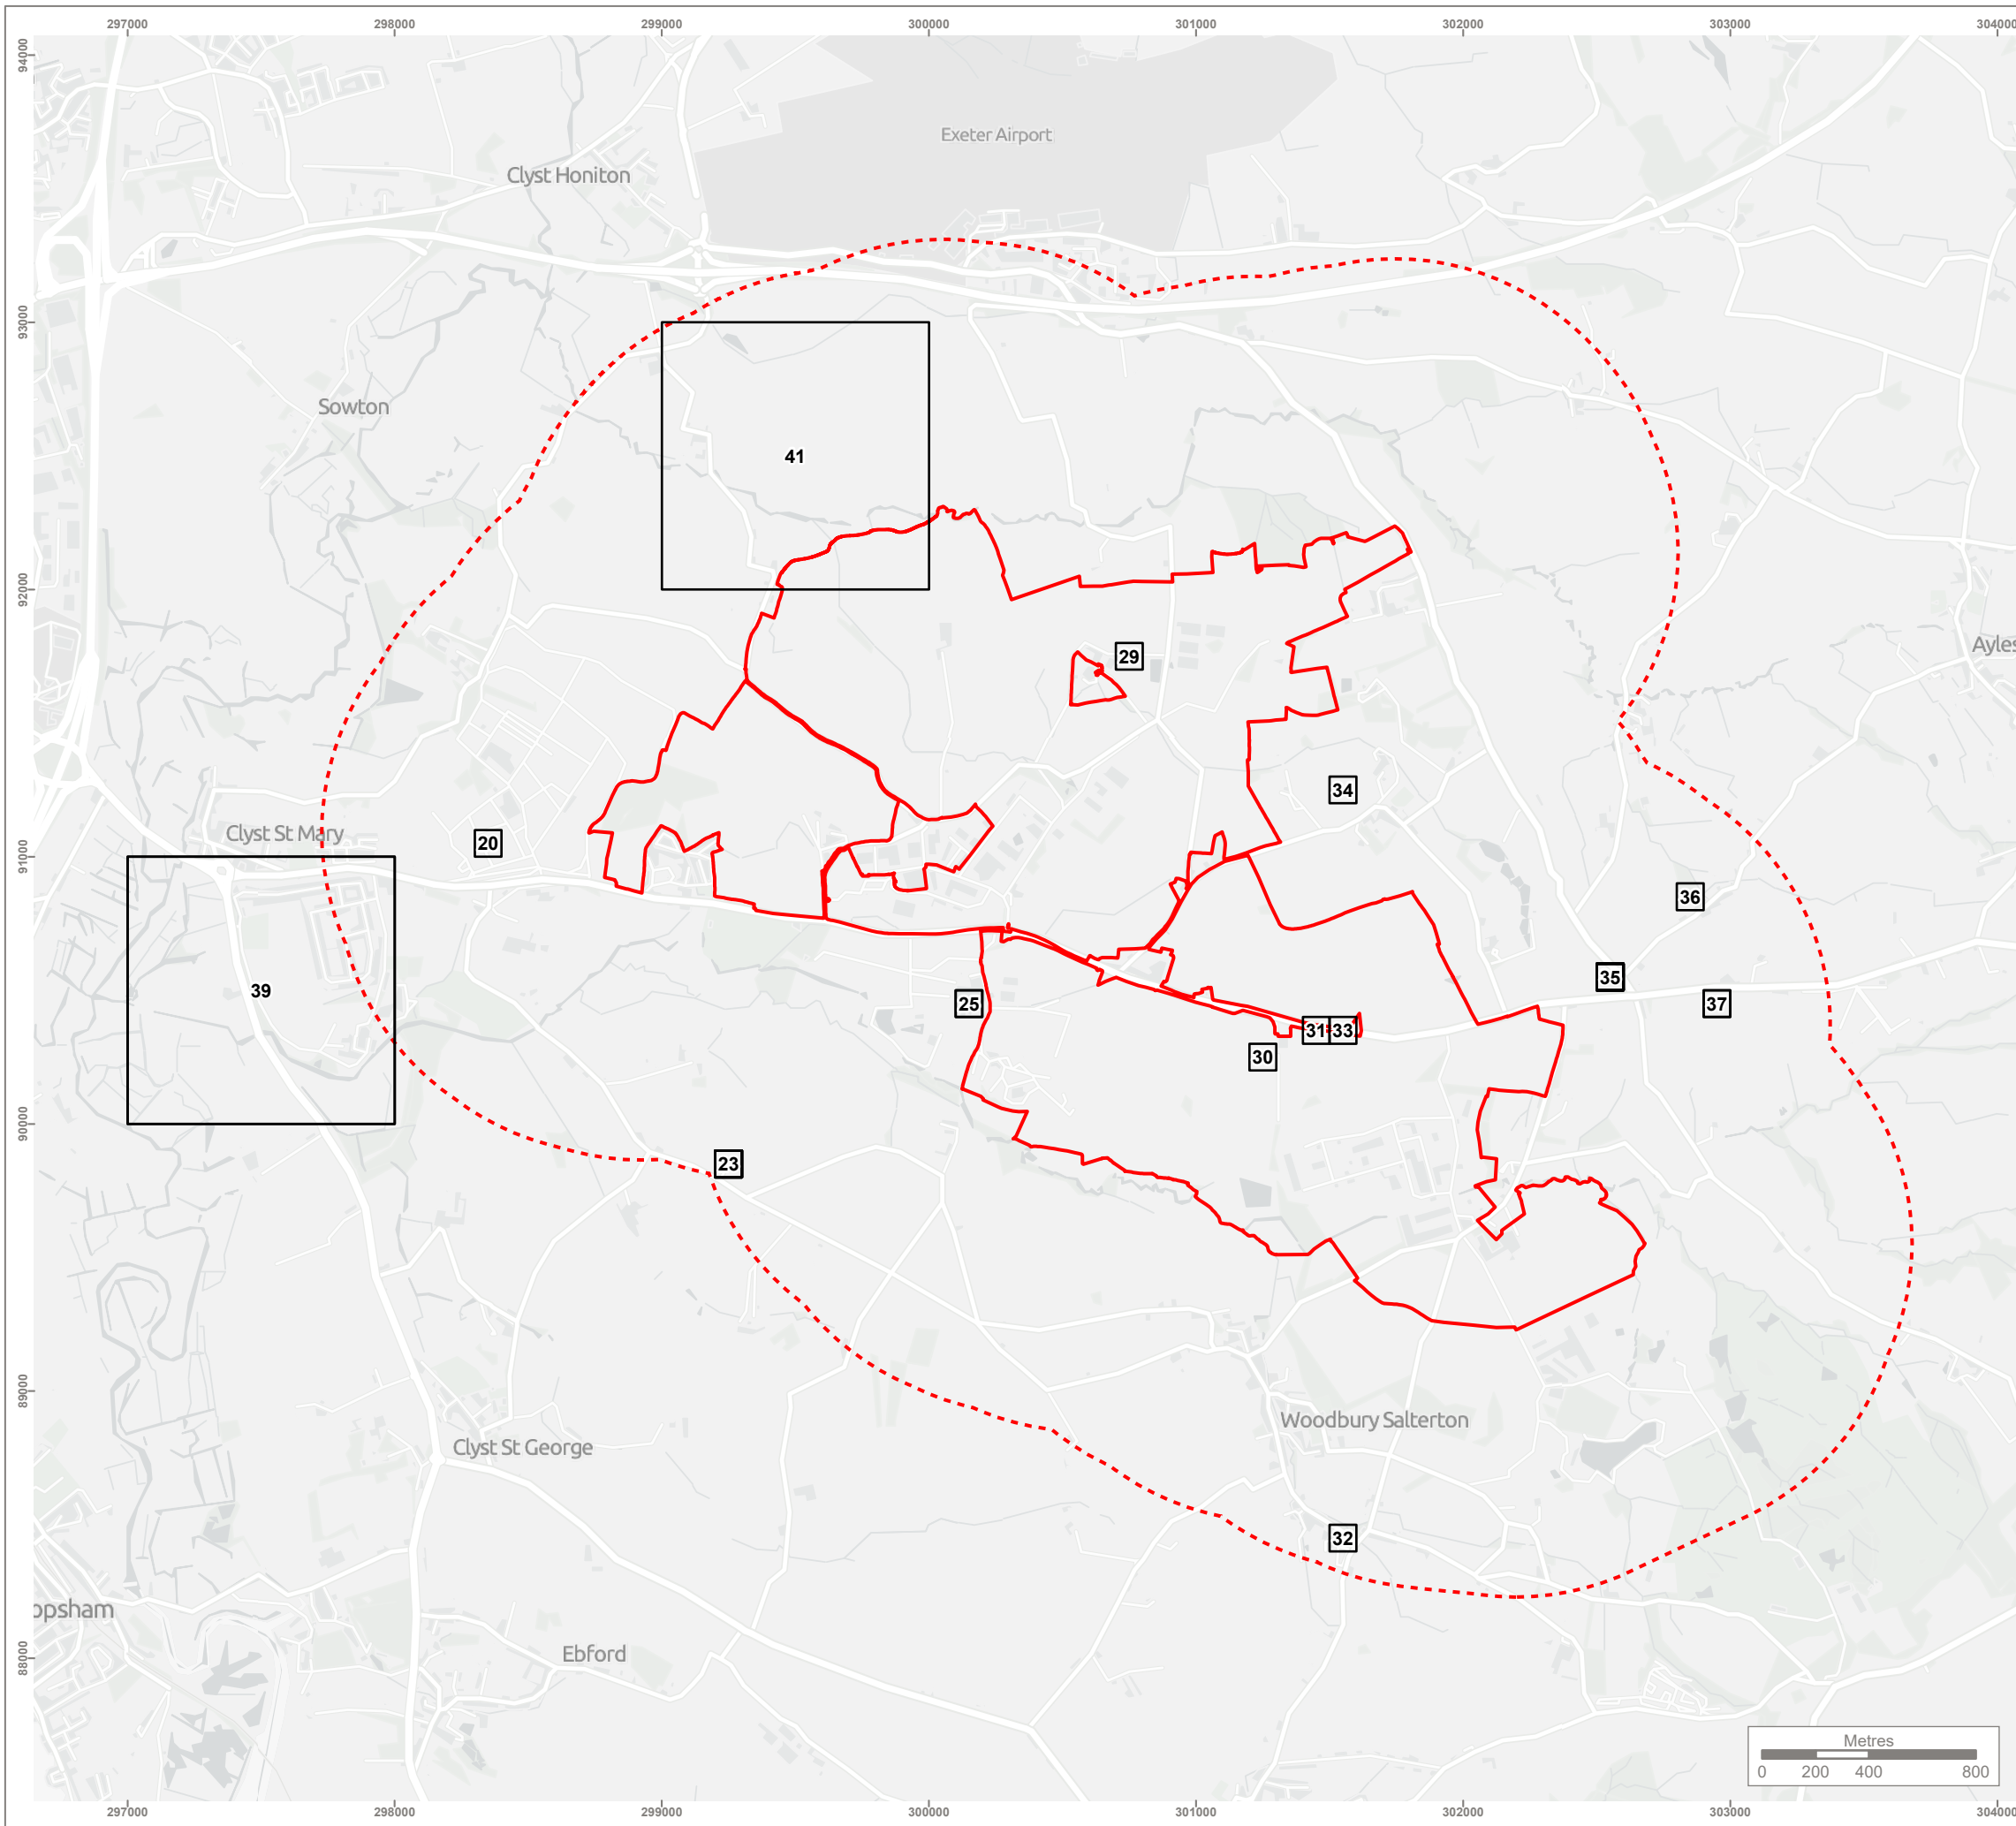 297000 298000 299000 300000 301000 302000 303000 304000
94000
Exeter Airport
Clyst Honiton
93000
Sowton
41
92000
29
Ayles
34
Clyst St Mary
20
91000
36
35
39
25
37
31 33
30
90000
23
89000
Woodbury Salterton
Clyst St George
32
opsham
Ebford
88000
Metres
0 200 400 800
297000 298000 299000 300000 301000 302000 303000 304000